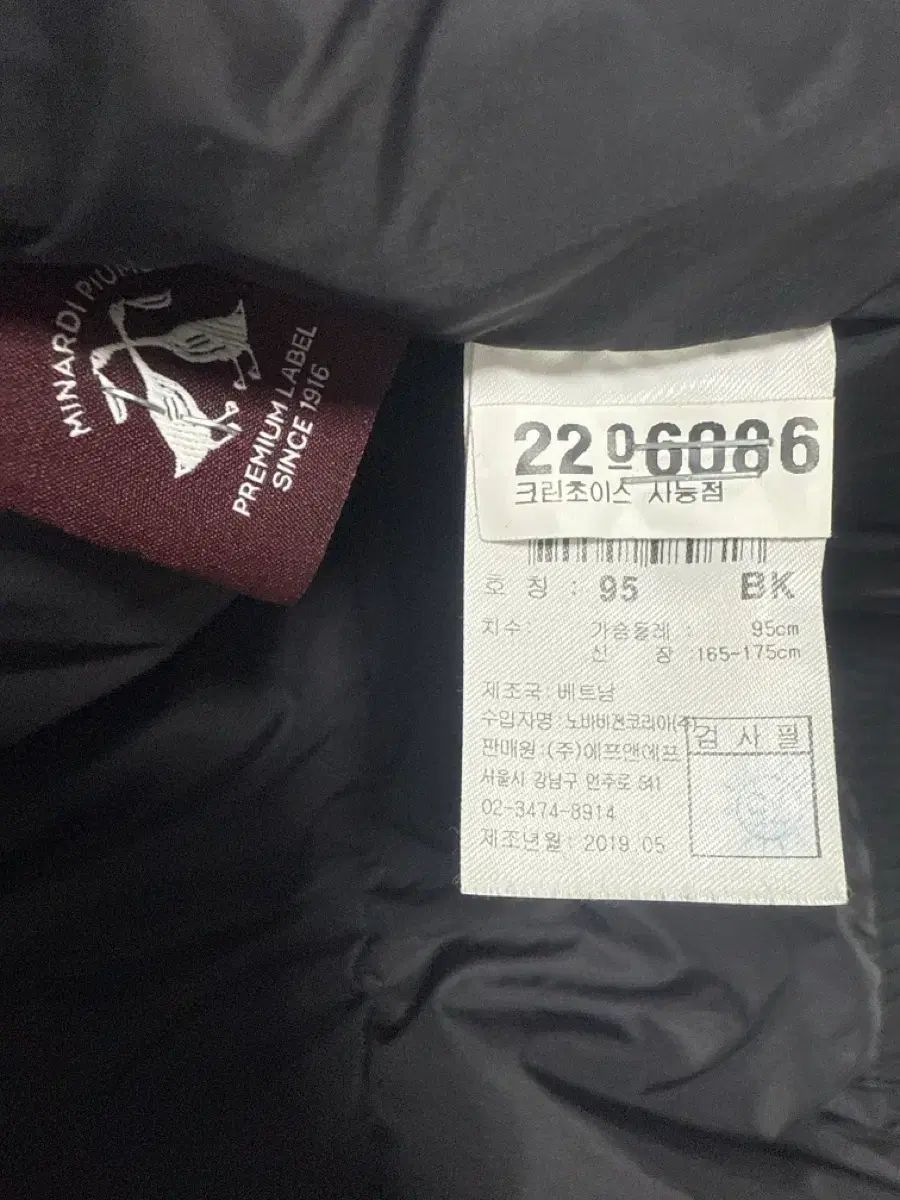 MINARDI PIUM
PREMIUM LABEL
SINCE 1916
22 0 6086
크린초이스 사능점
호 칭 : 95 BK
치수: 가슴둘레 : 95cm
신 장 :165-175cm
제조국: 베트남
수입자명 : 노바비젼코리아(주)
판매원 :(주)에프앤에프
서울시 강남구 언주로 541
02-3474-8914
제조년월: 2019.05
검 사 필